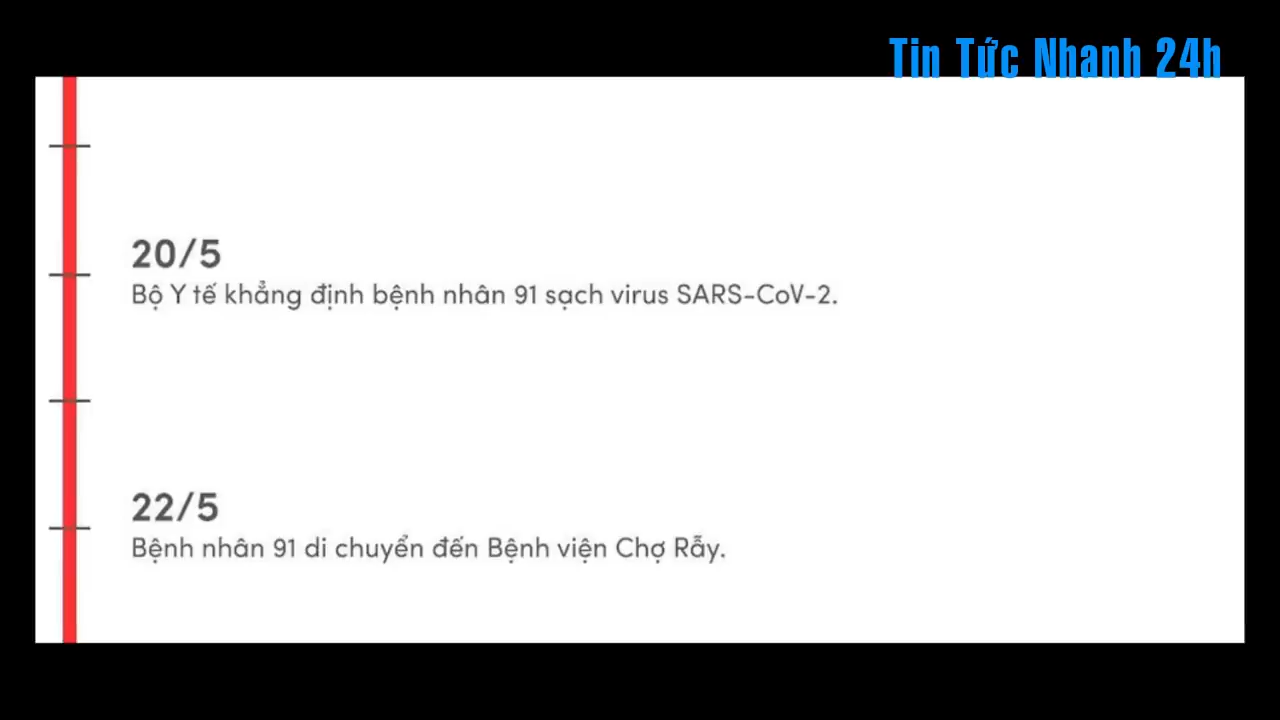 Tin Tức Nhanh 24h
20/5
Bộ Y tế khẳng định bệnh nhân 91 sạch virus SARS-CoV-2.
22/5
Bệnh nhân 91 di chuyển đến Bệnh viện Chợ Rẫy.